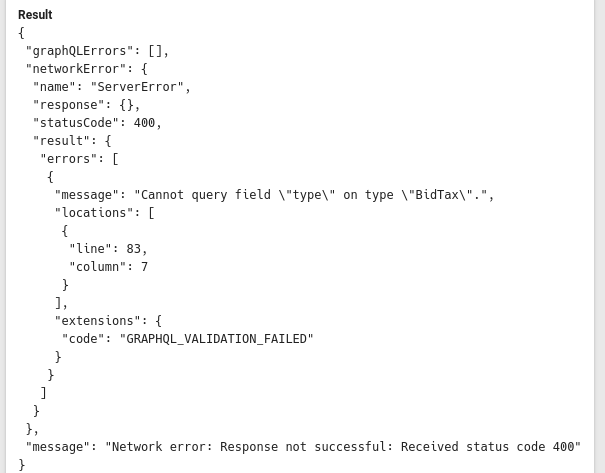 Result
{
"graphQLErrors": [],
"networkError": {
"name": "ServerError",
"response": {},
"statusCode": 400,
"result": {
"errors": [
{
"message": "Cannot query field \"type\" on type \"BidTax\".",
"locations": [
{
"line": 83,
"column": 7
}
],
"extensions": {
"code": "GRAPHQL_VALIDATION_FAILED"
}
}
]
}
},
"message": "Network error: Response not successful: Received status code 400"
}